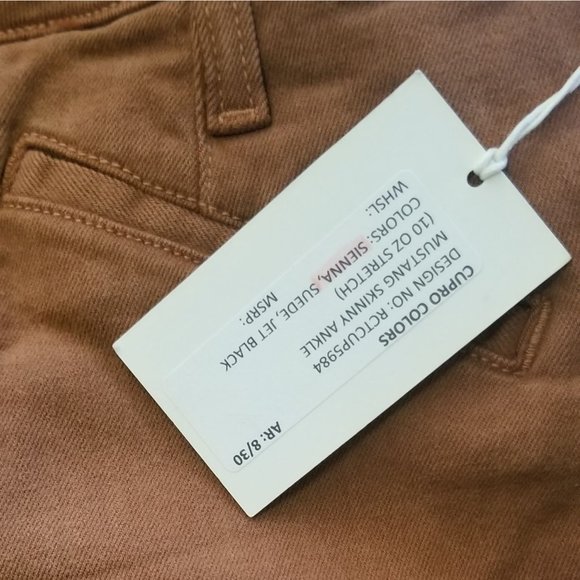 CUPRO COLORS
DESIGN NO: RCTCUP5984
MUSTANG SKINNY ANKLE
(10 OZ STRETCH)
COLORS: SIENNA, SUEDE, JET BLACK
WHSL: MSRP:
AR: 8/30